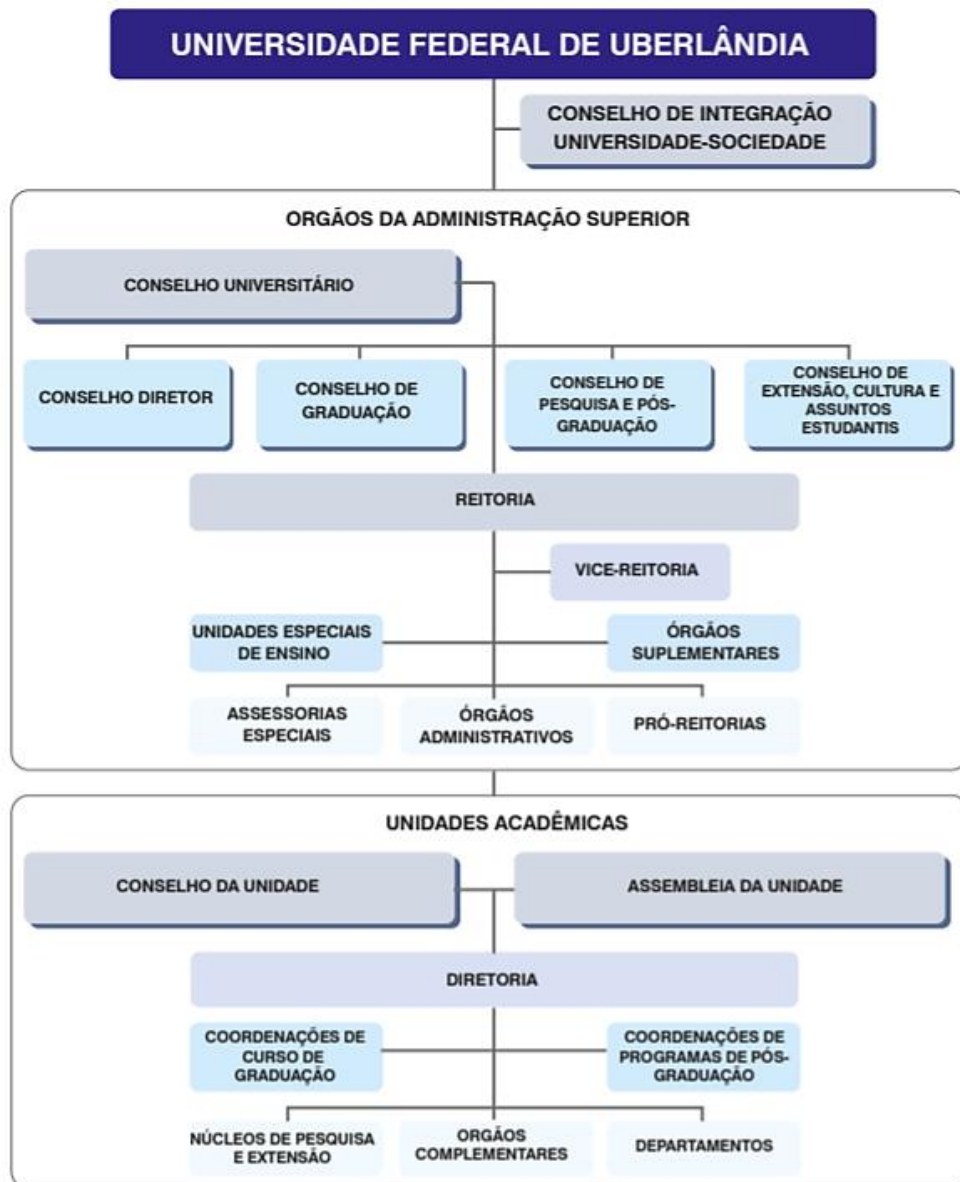 UNIVERSIDADE FEDERAL DE UBERLÂNDIA
CONSELHO DE INTEGRAÇÃO
UNIVERSIDADE-SOCIEDADE
ORGÃOS DA ADMINISTRAÇÃO SUPERIOR
CONSELHO UNIVERSITÁRIO
CONSELHO DIRETOR
CONSELHO DE
GRADUAÇÃO
CONSELHO DE
PESQUISA E PÓS-
GRADUAÇÃO
CONSELHO DE
EXTENSÃO, CULTURA E
ASSUNTOS
ESTUDANTIS
REITORIA
VICE-REITORIA
UNIDADES ESPECIAIS
DE ENSINO
ÓRGÃOS
SUPLEMENTARES
ASSESSORIAS
ESPECIAIS
ÓRGÃOS
ADMINISTRATIVOS
PRÓ-REITORIAS
UNIDADES ACADÊMICAS
CONSELHO DA UNIDADE
ASSEMBLEIA DA UNIDADE
DIRETORIA
COORDENAÇÕES DE
CURSO DE
GRADUAÇÃO
COORDENAÇÕES DE
PROGRAMAS DE PÓS-
GRADUAÇÃO
NÚCLEOS DE PESQUISA
E EXTENSÃO
ORGÃOS
COMPLEMENTARES
DEPARTAMENTOS